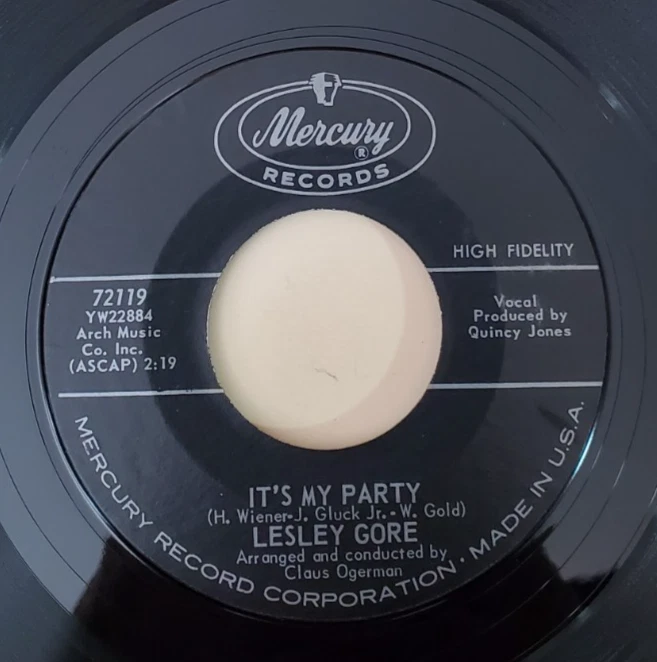 Mercury
®
RECORDS
HIGH FIDELITY
72119
YW22884
Arch Music
Co. Inc.
(ASCAP) 2:19
Vocal
Produced by
Quincy Jones
IT'S MY PARTY
(H. Wiener-J. Gluck Jr.-W. Gold)
LESLEY GORE
Arranged and conducted by
Claus Ogerman
MERCURY RECORD CORPORATION • MADE IN U.S.A.